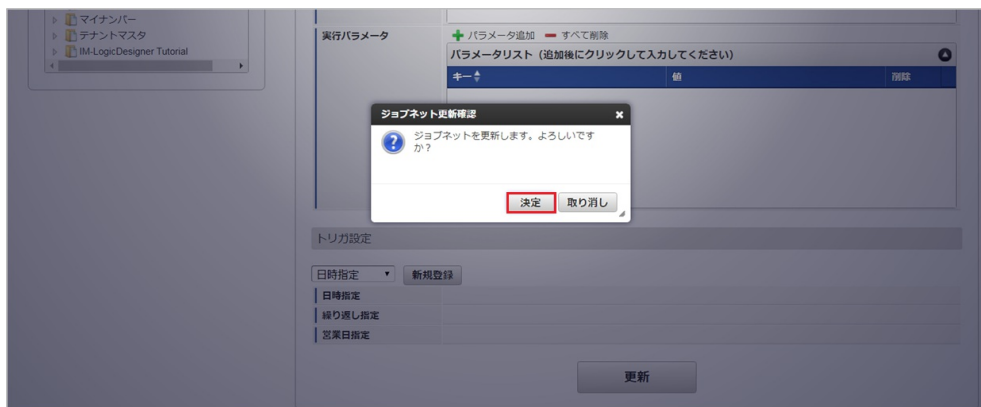 マイナンバー
テナントマスタ
IM-LogicDesigner Tutorial
実行パラメータ
パラメータ追加 すべて削除
パラメータリスト（追加後にクリックして入力してください）
キー 値 削除
ジョブネット更新確認
ジョブネットを更新します。よろしいです
か？
決定 取り消し
トリガ設定
日時指定 新規登録
日時指定
繰り返し指定
営業日指定
更新